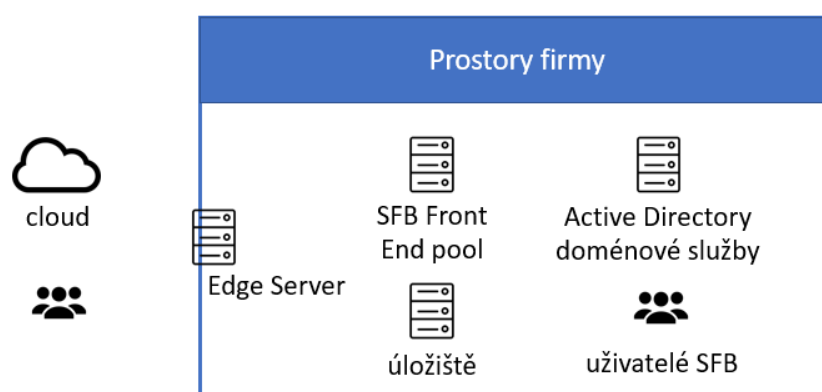 Prostory firmy
cloud
SFB Front
End pool
Active Directory
doménové služby
Edge Server
úložiště
uživatelé SFB